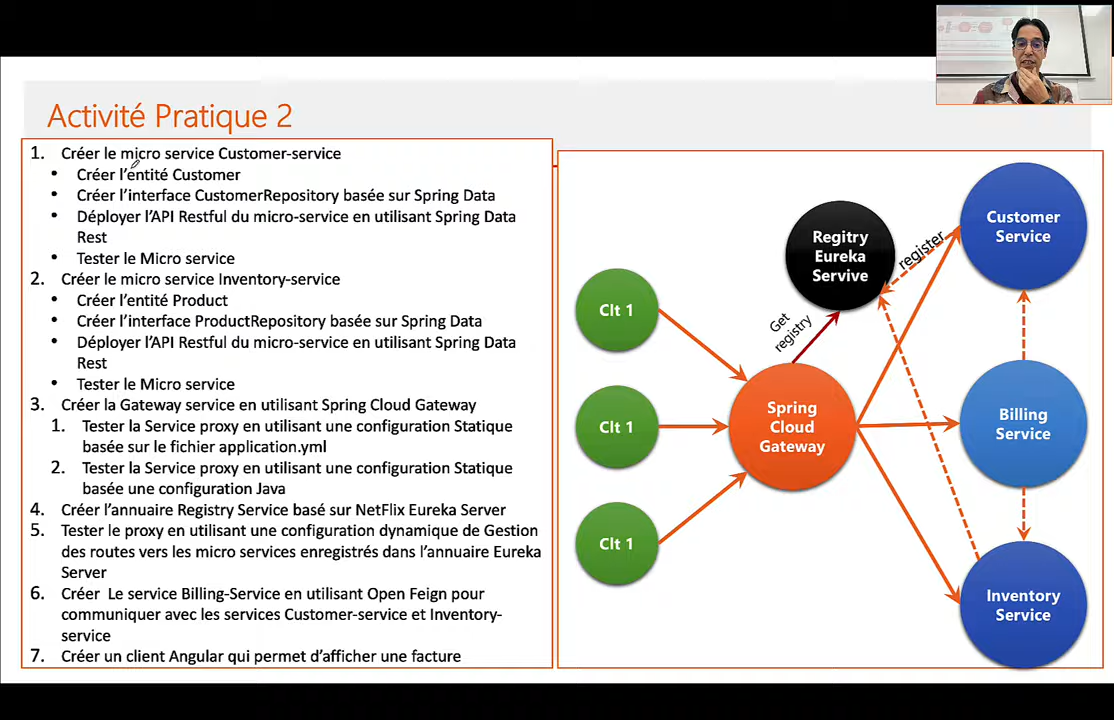 Activité Pratique 2
1. Créer le micro service Customer-service
• Créer l'entité Customer
• Créer l'interface CustomerRepository basée sur Spring Data
• Déployer l'API Restful du micro-service en utilisant Spring Data
Rest
• Tester le Micro service
2. Créer le micro service Inventory-service
• Créer l'entité Product
• Créer l'interface ProductRepository basée sur Spring Data
• Déployer l'API Restful du micro-service en utilisant Spring Data
Rest
• Tester le Micro service
3. Créer la Gateway service en utilisant Spring Cloud Gateway
1. Tester la Service proxy en utilisant une configuration Statique
basée sur le fichier application.yml
2. Tester la Service proxy en utilisant une configuration Statique
basée une configuration Java
4. Créer l'annuaire Registry Service basé sur NetFlix Eureka Server
5. Tester le proxy en utilisant une configuration dynamique de Gestion
des routes vers les micro services enregistrés dans l'annuaire Eureka
Server
6. Créer Le service Billing-Service en utilisant Open Feign pour
communiquer avec les services Customer-service et Inventory-
service
7. Créer un client Angular qui permet d'afficher une facture
Clt 1
Clt 1
Clt 1
Regitry
Eureka
Servive
Get
registry
register
Spring
Cloud
Gateway
Customer
Service
Billing
Service
Inventory
Service